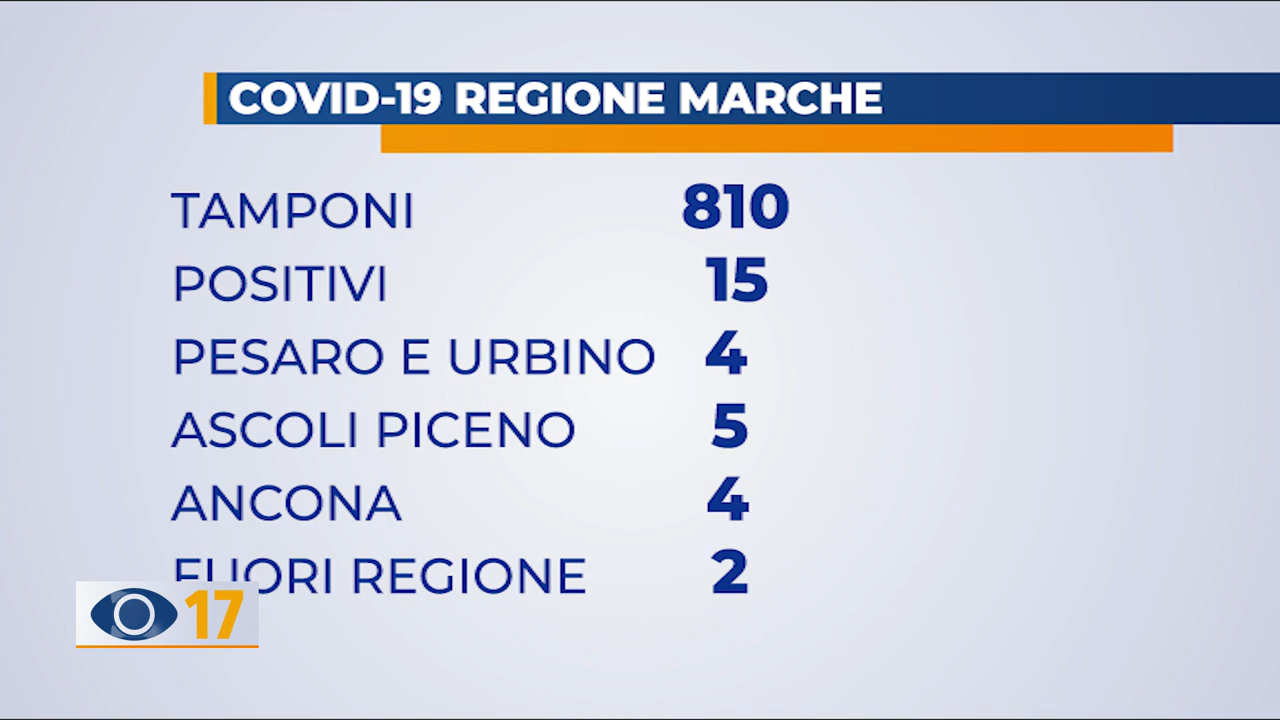 COVID-19 REGIONE MARCHE
TAMPONI 810
POSITIVI 15
PESARO E URBINO 4
ASCOLI PICENO 5
ANCONA 4
FUORI REGIONE 2
17